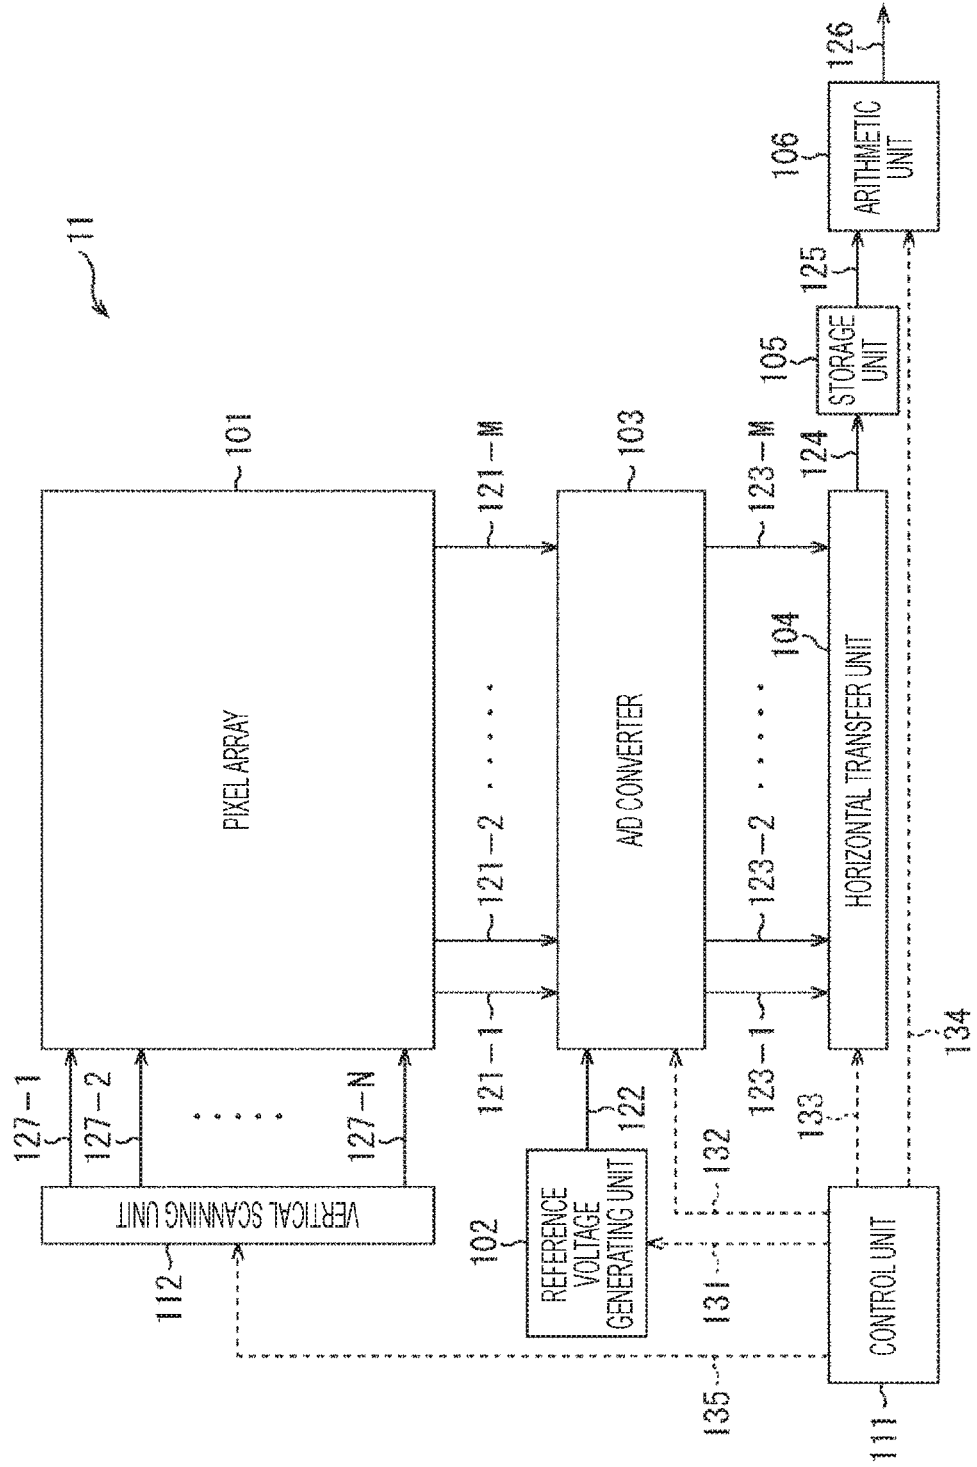 11
101
PIXEL ARRAY
127-1
127-2
127-N
VERTICAL SCANNING UNIT
112
121-1
121-2
121-M
103
A/D CONVERTER
102
REFERENCE
VOLTAGE
GENERATING UNIT
122
123-1
123-2
123-M
104
HORIZONTAL TRANSFER UNIT
124
105
STORAGE
UNIT
125
106
ARITHMETIC
UNIT
126
131
132
133
134
135
CONTROL UNIT
111